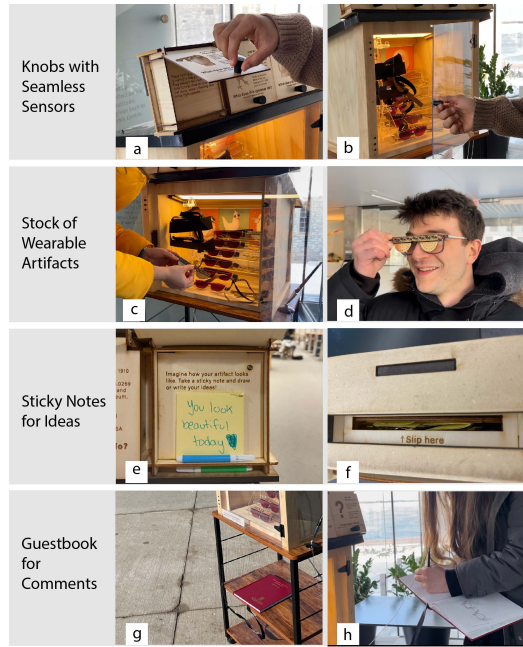 Knobs with
Seamless
Sensors
a
b
Stock of
Wearable
Artifacts
c
d
Sticky Notes
for Ideas
Imagine how your artifact looks
like. Take a sticky note and draw
or write your ideas!
You look
beautiful
today
e
↑ Slip here
f
Guestbook
for
Comments
g
?
h